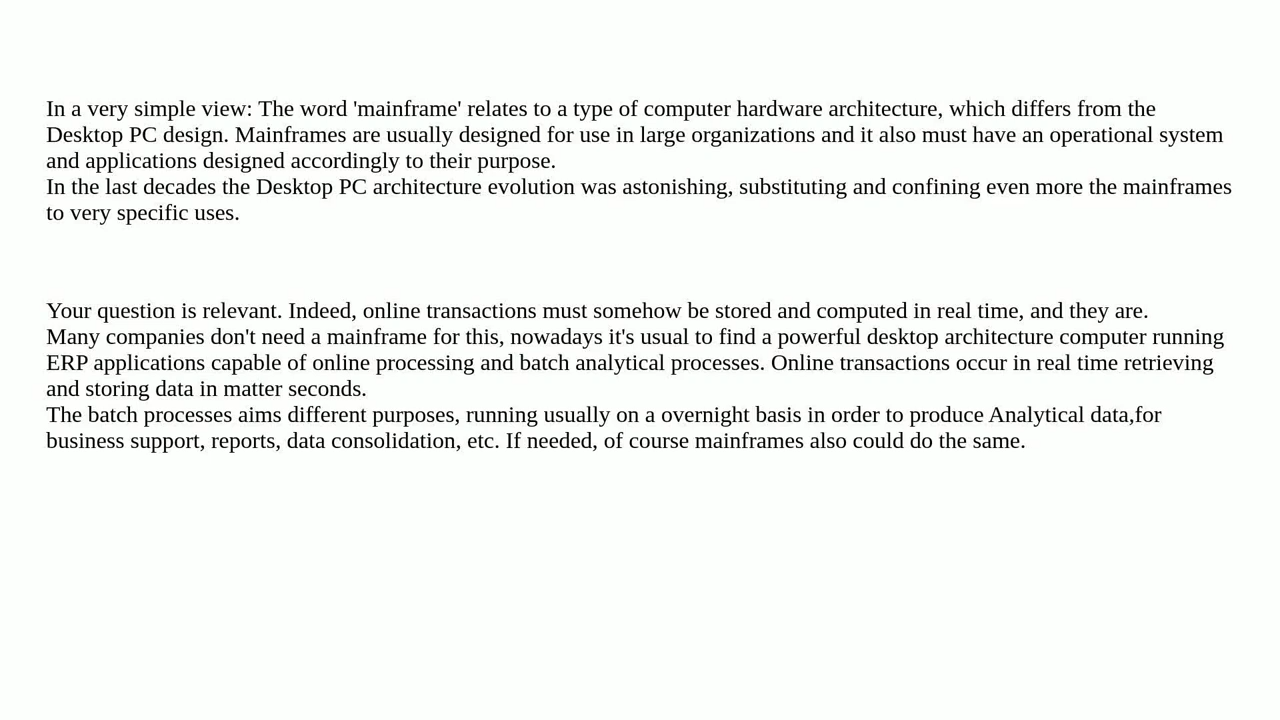 In a very simple view: The word 'mainframe' relates to a type of computer hardware architecture, which differs from the
Desktop PC design. Mainframes are usually designed for use in large organizations and it also must have an operational system
and applications designed accordingly to their purpose.
In the last decades the Desktop PC architecture evolution was astonishing, substituting and confining even more the mainframes
to very specific uses.
Your question is relevant. Indeed, online transactions must somehow be stored and computed in real time, and they are.
Many companies don't need a mainframe for this, nowadays it's usual to find a powerful desktop architecture computer running
ERP applications capable of online processing and batch analytical processes. Online transactions occur in real time retrieving
and storing data in matter seconds.
The batch processes aims different purposes, running usually on a overnight basis in order to produce Analytical data,for
business support, reports, data consolidation, etc. If needed, of course mainframes also could do the same.